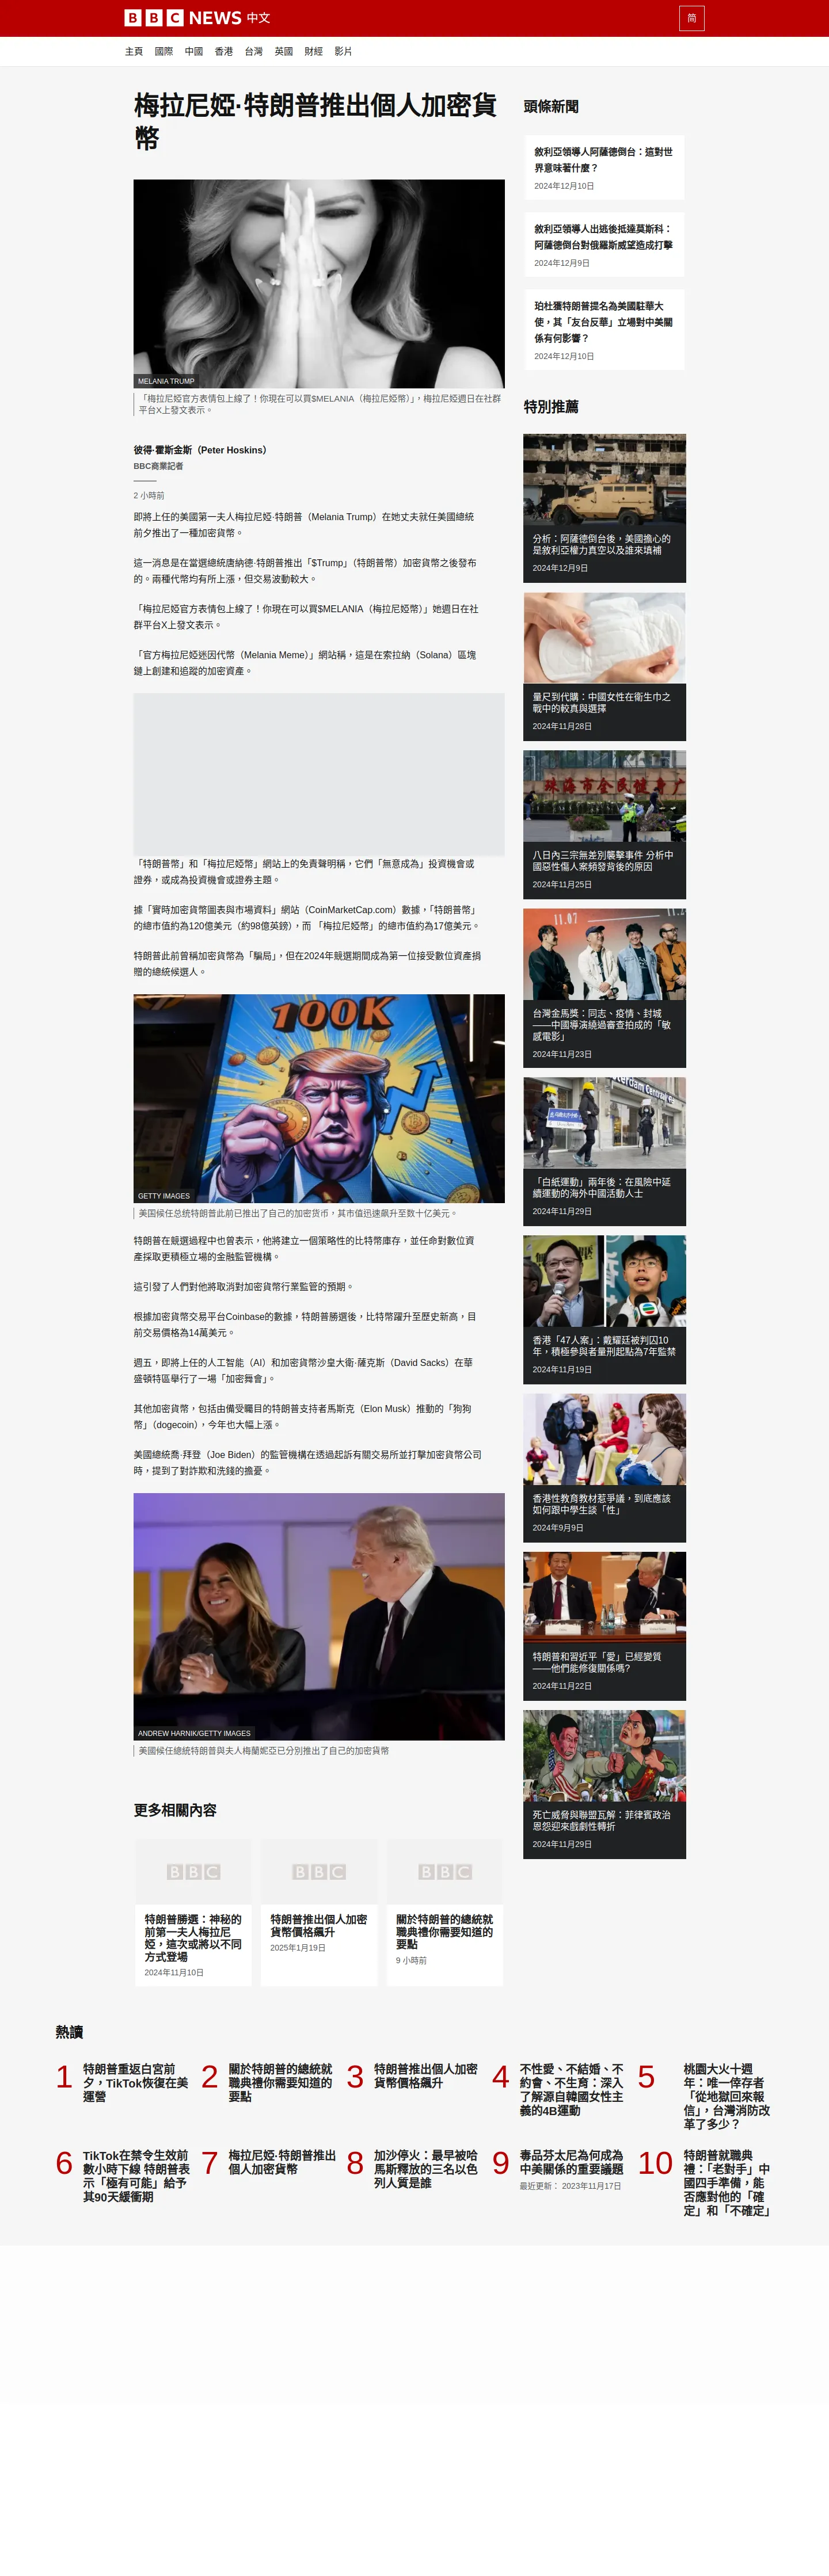 BBC NEWS 中文
简
主頁 國際 中國 香港 台灣 英國 財經 影片
梅拉尼婭·特朗普推出個人加密貨
幣
MELANIA TRUMP
「梅拉尼婭官方表情包上線了！你現在可以買$MELANIA（梅拉尼婭幣）」，梅拉尼婭週日在社群
平台X上發文表示。
彼得·霍斯金斯（Peter Hoskins）
BBC商業記者
2 小時前
即將上任的美國第一夫人梅拉尼婭·特朗普（Melania Trump）在她丈夫就任美國總統
前夕推出了一種加密貨幣。
這一消息是在當選總統唐納德·特朗普推出「$Trump」（特朗普幣）加密貨幣之後發布
的。兩種代幣均有所上漲，但交易波動較大。
「梅拉尼婭官方表情包上線了！你現在可以買$MELANIA（梅拉尼婭幣）」她週日在社
群平台X上發文表示。
「官方梅拉尼婭迷因代幣（Melania Meme）」網站稱，這是在索拉納（Solana）區塊
鏈上創建和追蹤的加密資產。
「特朗普幣」和「梅拉尼婭幣」網站上的免責聲明稱，它們「無意成為」投資機會或
證券，或成為投資機會或證券主題。
據「實時加密貨幣圖表與市場資料」網站（CoinMarketCap.com）數據，「特朗普幣」
的總市值約為120億美元（約98億英鎊），而 「梅拉尼婭幣」的總市值約為17億美元。
特朗普此前曾稱加密貨幣為「騙局」，但在2024年競選期間成為第一位接受數位資產捐
贈的總統候選人。
100K
GETTY IMAGES
美国候任总统特朗普此前已推出了自己的加密货币，其市值迅速飙升至数十亿美元。
特朗普在競選過程中也曾表示，他將建立一個策略性的比特幣庫存，並任命對數位資
產採取更積極立場的金融監管機構。
這引發了人們對他將取消對加密貨幣行業監管的預期。
根據加密貨幣交易平台Coinbase的數據，特朗普勝選後，比特幣躍升至歷史新高，目
前交易價格為14萬美元。
週五，即將上任的人工智能（AI）和加密貨幣沙皇大衛·薩克斯（David Sacks）在華
盛頓特區舉行了一場「加密舞會」。
其他加密貨幣，包括由備受矚目的特朗普支持者馬斯克（Elon Musk）推動的「狗狗
幣」（dogecoin），今年也大幅上漲。
美國總統喬·拜登（Joe Biden）的監管機構在透過起訴有關交易所並打擊加密貨幣公司
時，提到了對詐欺和洗錢的擔憂。
ANDREW HARNIK/GETTY IMAGES
美國候任總統特朗普與夫人梅蘭妮亞已分別推出了自己的加密貨幣
更多相關內容
BBC
BBC
BBC
特朗普勝選：神秘的
前第一夫人梅拉尼
婭，這次或將以不同
方式登場
2024年11月10日
特朗普推出個人加密
貨幣價格飆升
2025年1月19日
關於特朗普的總統就
職典禮你需要知道的
要點
9 小時前
頭條新聞
敘利亞領導人阿薩德倒台：這對世
界意味著什麼？
2024年12月10日
敘利亞領導人出逃後抵達莫斯科：
阿薩德倒台對俄羅斯威望造成打擊
2024年12月9日
珀杜獲特朗普提名為美國駐華大
使，其「友台反華」立場對中美關
係有何影響？
2024年12月10日
特別推薦
分析：阿薩德倒台後，美國擔心的
是敘利亞權力真空以及誰來填補
2024年12月9日
量尺到代購：中國女性在衛生巾之
戰中的較真與選擇
2024年11月28日
珠海市全民健身广
八日內三宗無差別襲擊事件 分析中
國惡性傷人案頻發背後的原因
2024年11月25日
11.07
台灣金馬獎：同志、疫情、封城
——中國導演繞過審查拍成的「敏
感電影」
2024年11月23日
「白紙運動」兩年後：在風險中延
續運動的海外中國活動人士
2024年11月29日
香港「47人案」：戴耀廷被判囚10
年，積極參與者量刑起點為7年監禁
2024年11月19日
香港性教育教材惹爭議，到底應該
如何跟中學生談「性」
2024年9月9日
特朗普和習近平「愛」已經變質
——他們能修復關係嗎?
2024年11月22日
死亡威脅與聯盟瓦解：菲律賓政治
恩怨迎來戲劇性轉折
2024年11月29日
熱讀
1
特朗普重返白宮前
夕，TikTok恢復在美
運營
2
關於特朗普的總統就
職典禮你需要知道的
要點
3
特朗普推出個人加密
貨幣價格飆升
4
不性愛、不結婚、不
約會、不生育：深入
了解源自韓國女性主
義的4B運動
5
桃園大火十週
年：唯一倖存者
「從地獄回來報
信」，台灣消防改
革了多少？
6
TikTok在禁令生效前
數小時下線 特朗普表
示「極有可能」給予
其90天緩衝期
7
梅拉尼婭·特朗普推出
個人加密貨幣
8
加沙停火：最早被哈
馬斯釋放的三名以色
列人質是誰
9
毒品芬太尼為何成為
中美關係的重要議題
最近更新： 2023年11月17日
10
特朗普就職典
禮：「老對手」中
國四手準備，能
否應對他的「確
定」和「不確定」